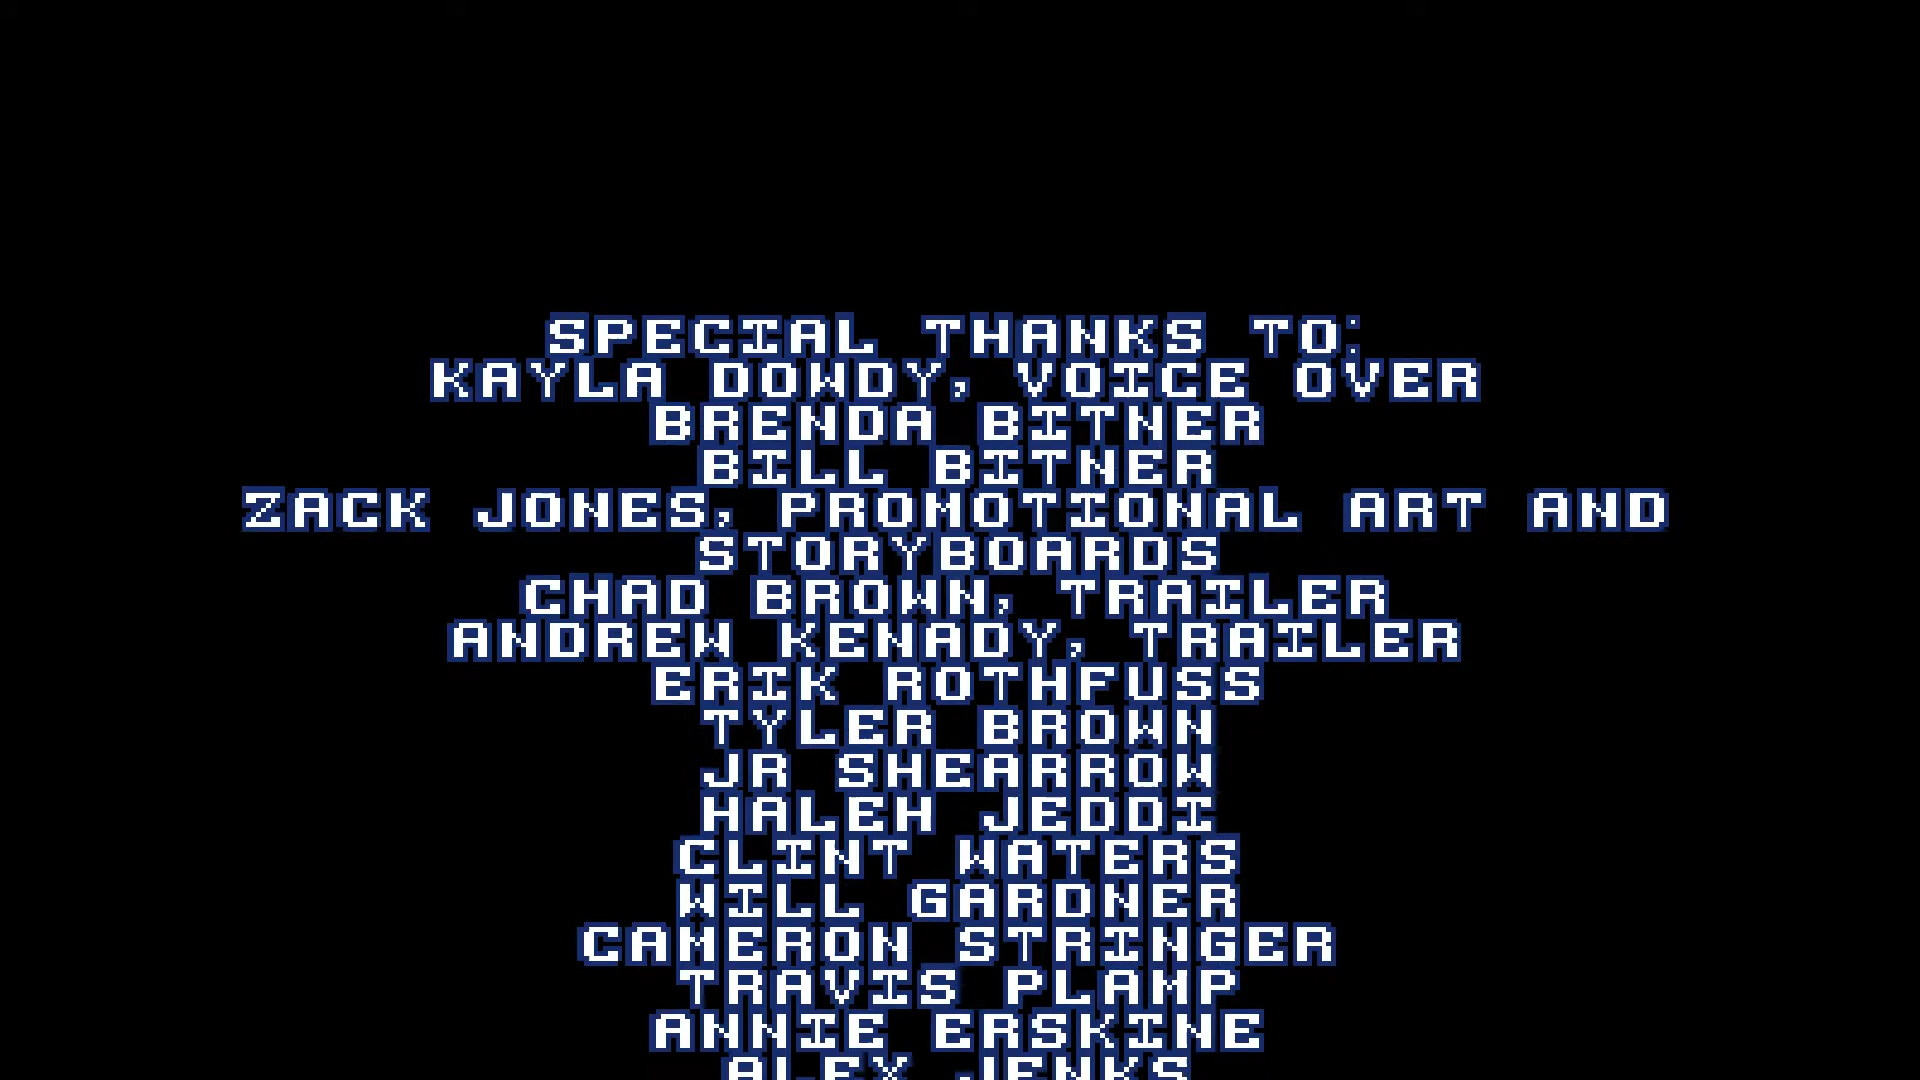 SPECIAL THANKS TO:
KAYLA DOWDY, VOICE OVER
BRENDA BITNER
BILL BITNER
ZACK JONES, PROMOTIONAL ART AND
STORYBOARDS
CHAD BROWN, TRAILER
ANDREW KENADY, TRAILER
ERIK ROTHFUSS
TYLER BROWN
JR SHEARROW
HALEH JEDDI
CLINT WATERS
WILL GARDNER
CAMERON STRINGER
TRAVIS PLAMP
ANNIE ERSKINE
ALEX JENKS